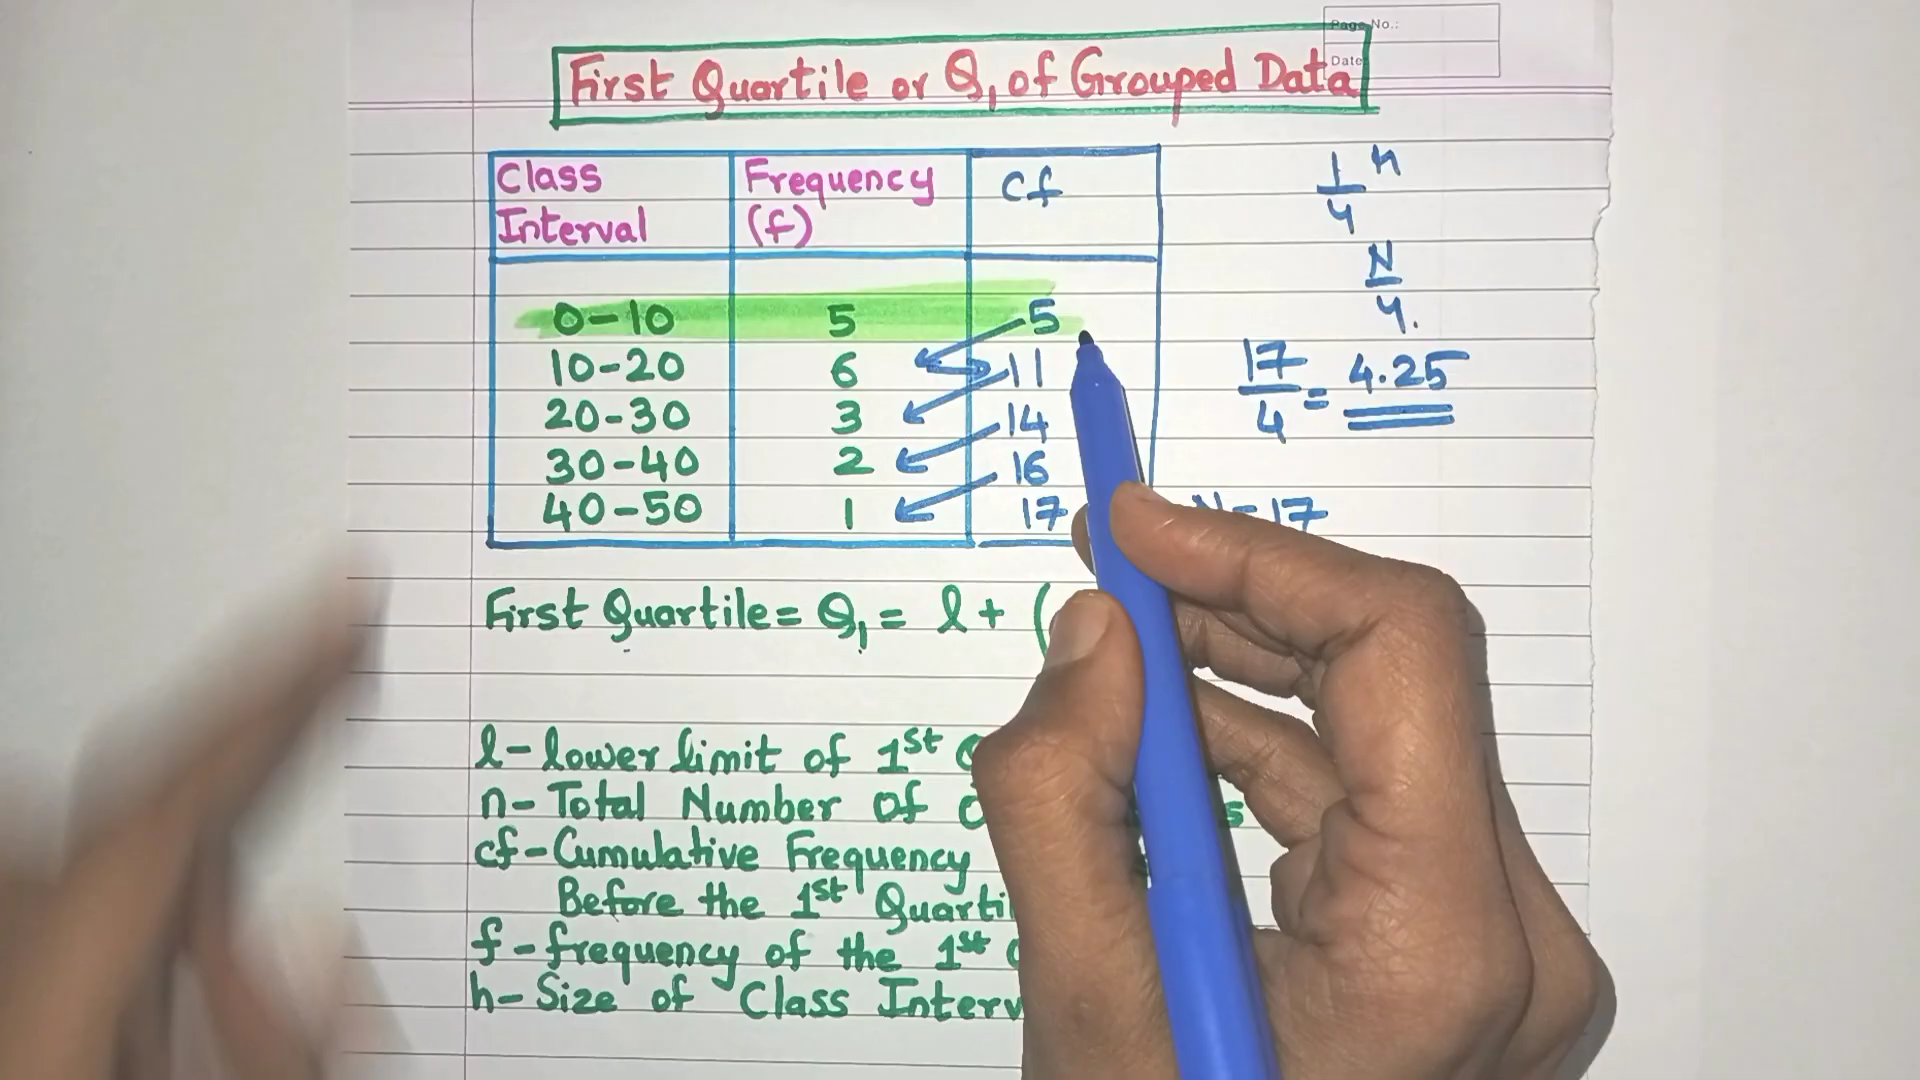 Page No.:
Date
First Quartile or Q₁ of Grouped Data
Class Interval Frequency (f) cf
0-10 5 5
10-20 6 11
20-30 3 14
30-40 2 16
40-50 1 17
1/4 n
N/4.
17/4 = 4.25
N = 17
First Quartile = Q₁ = l + (
l - lower limit of 1st
n - Total Number of
cf - Cumulative Frequency
Before the 1st
f - frequency of the 1st
h - Size of Class